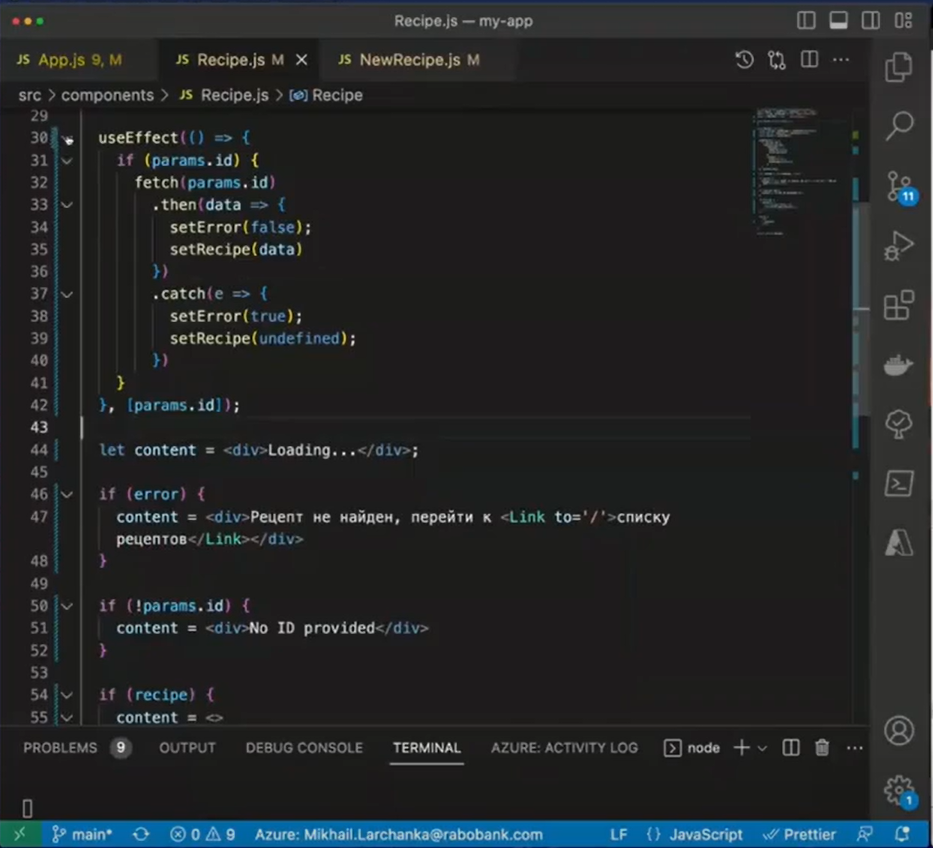 Recipe.js — my-app
JS App.js 9, M
JS Recipe.js M
JS NewRecipe.js M
src > components > JS Recipe.js > Recipe
29
30 useEffect(() => {
31 if (params.id) {
32 fetch(params.id)
33 .then(data => {
34 setError(false);
35 setRecipe(data)
36 })
37 .catch(e => {
38 setError(true);
39 setRecipe(undefined);
40 })
41 }
42 }, [params.id]);
43
44 let content = <div>Loading...</div>;
45
46 if (error) {
47 content = <div>Рецепт не найден, перейти к <Link to='/'>списку
рецептов</Link></div>
48 }
49
50 if (!params.id) {
51 content = <div>No ID provided</div>
52 }
53
54 if (recipe) {
55 content = <>
11
PROBLEMS 9 OUTPUT DEBUG CONSOLE TERMINAL AZURE: ACTIVITY LOG node
1
main* 0 9 Azure: Mikhail.Larchanka@rabobank.com LF {} JavaScript Prettier